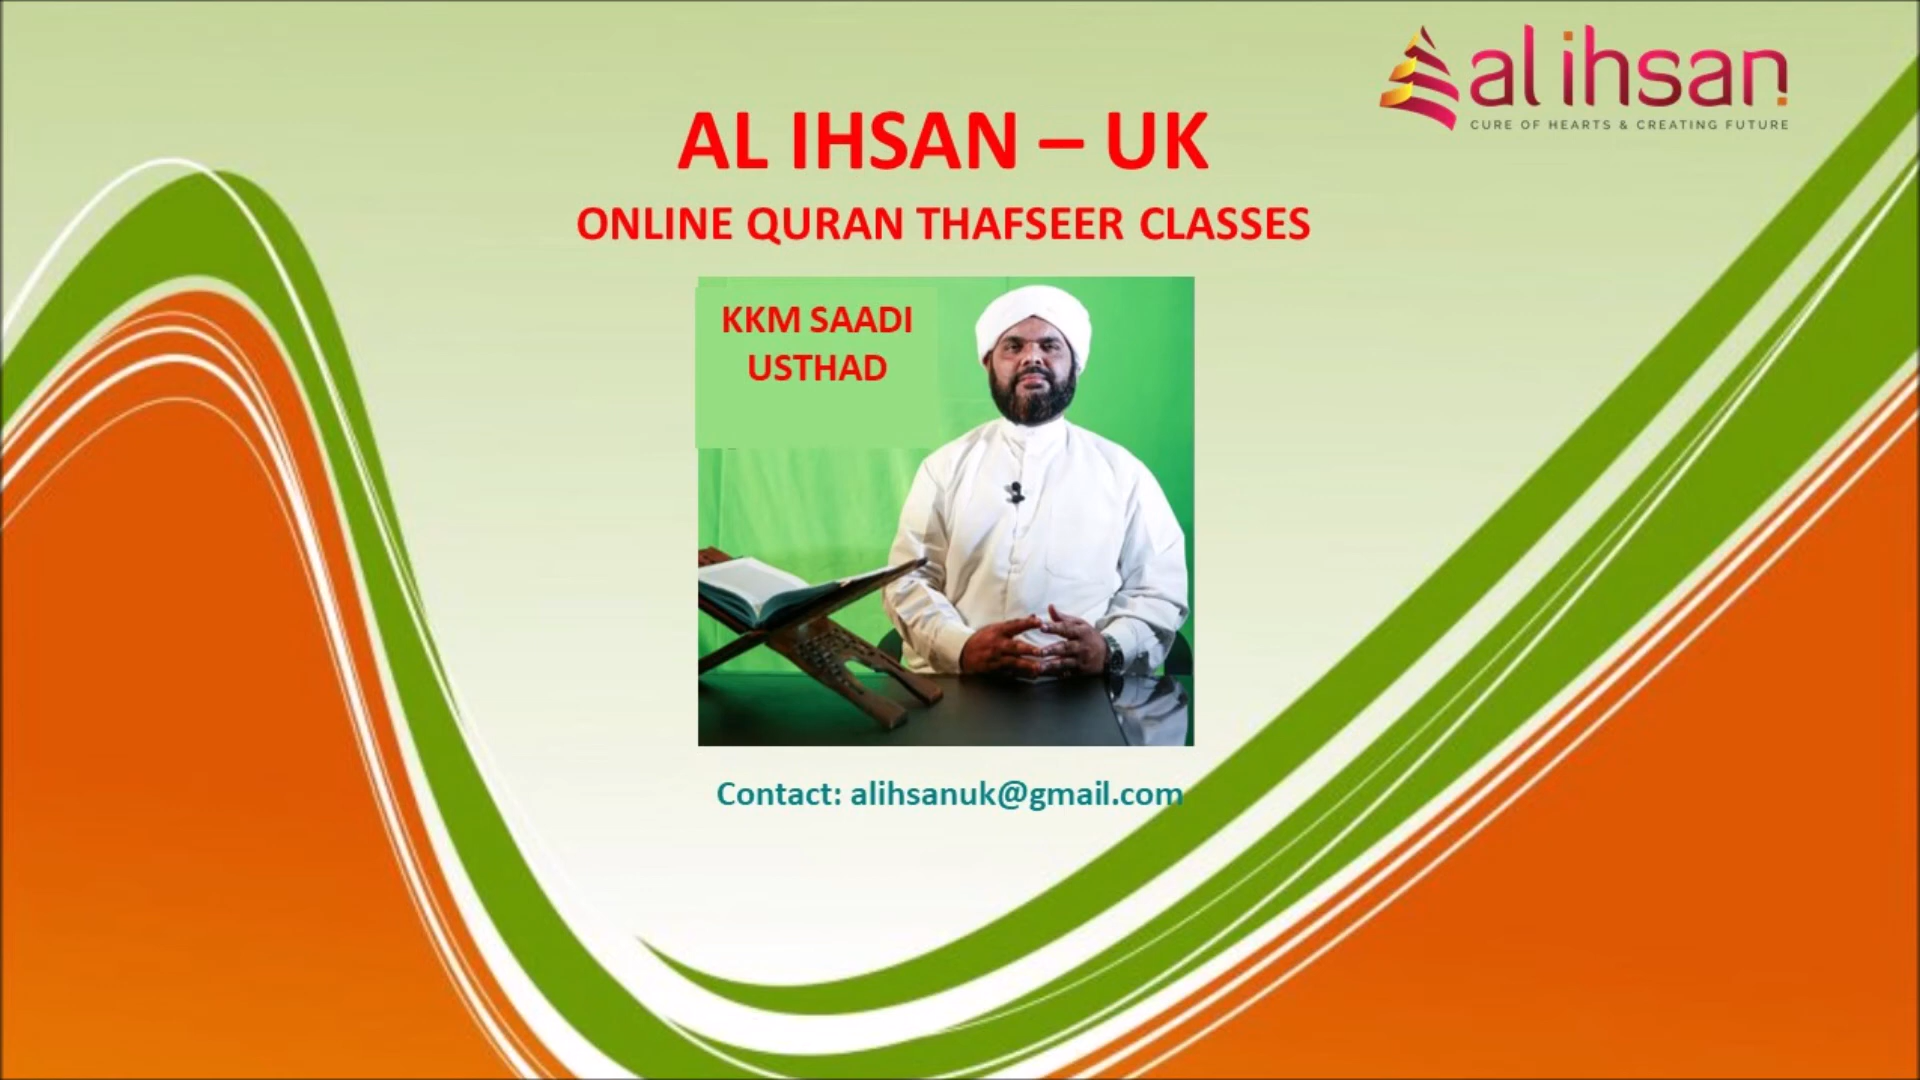 al ihsan
CURE OF HEARTS & CREATING FUTURE
AL IHSAN – UK
ONLINE QURAN THAFSEER CLASSES
KKM SAADI
USTHAD
Contact: alihsanuk@gmail.com